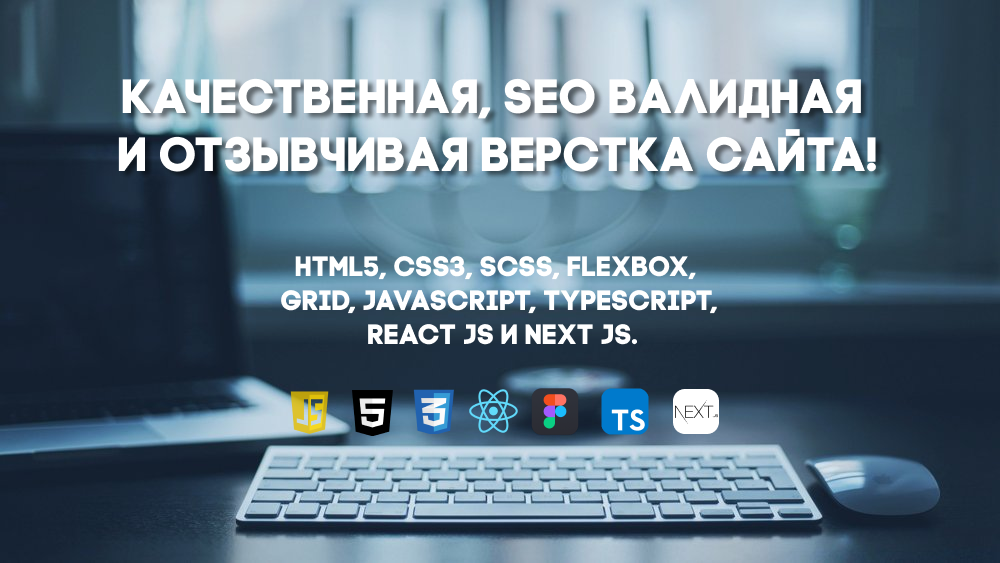 КАЧЕСТВЕННАЯ, SEO ВАЛИДНАЯ
И ОТЗЫВЧИВАЯ ВЕРСТКА САЙТА!
HTML5, CSS3, SCSS, FLEXBOX,
GRID, JAVASCRIPT, TYPESCRIPT,
REACT JS И NEXT JS.
JS 5 3 TS NEXT.JS